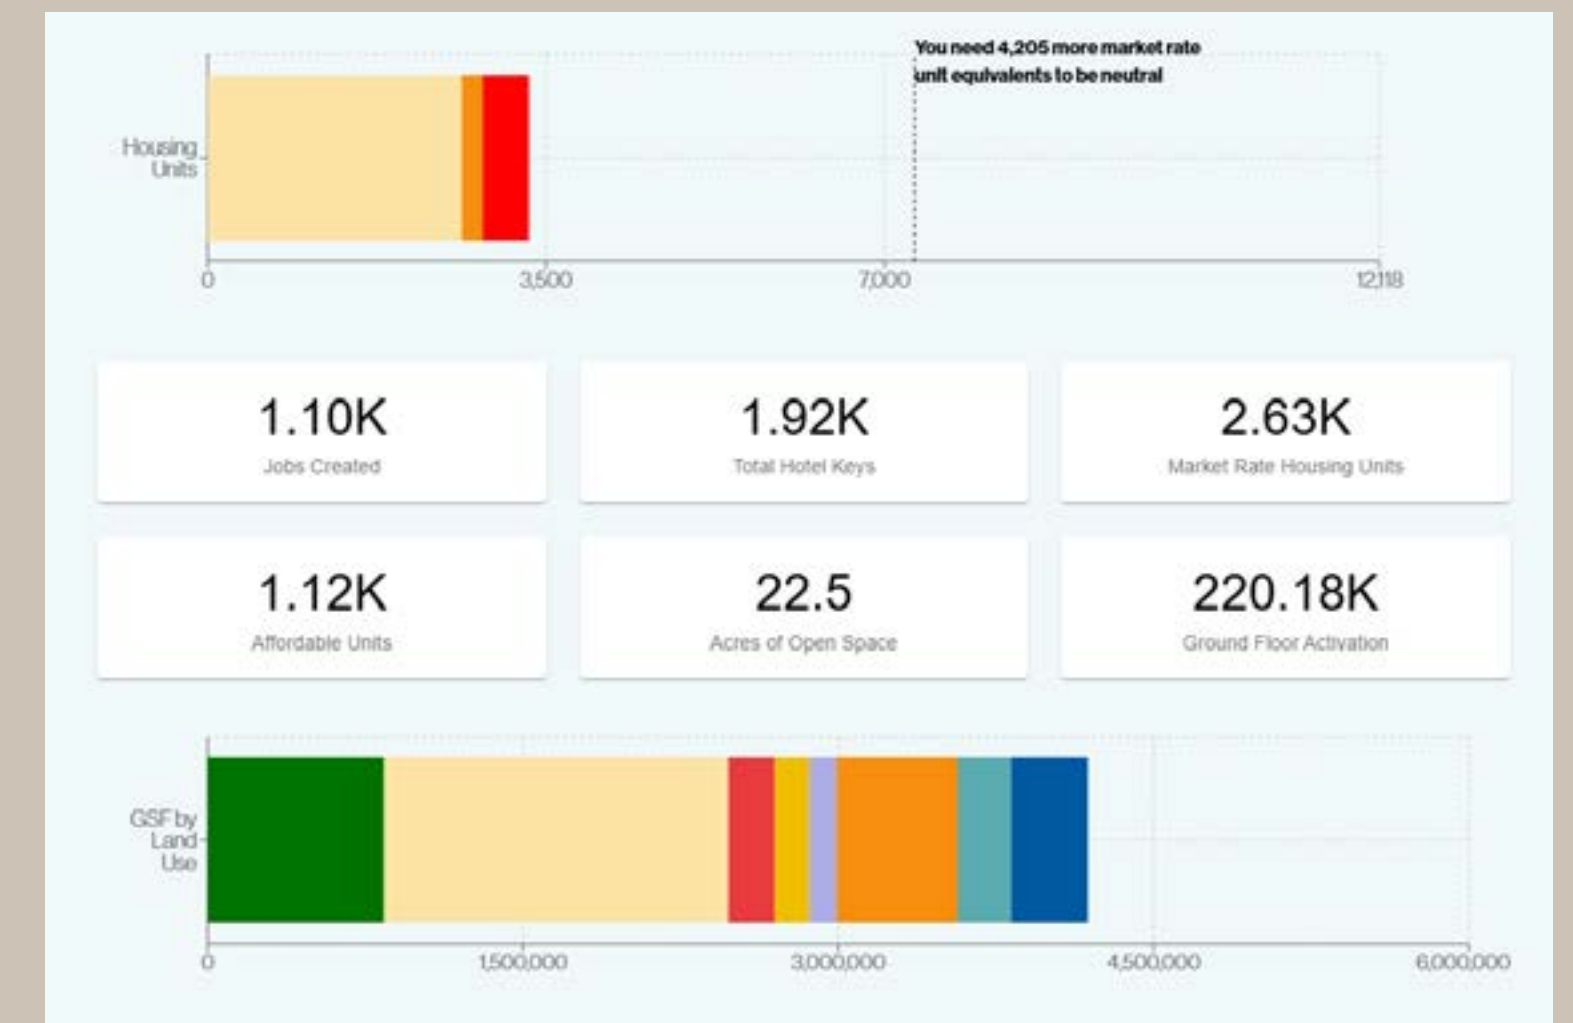 You need 4,205 more market rate
unit equivalents to be neutral
Housing
Units
0
3,500
7,000
12,118
1.10K
Jobs Created
1.92K
Total Hotel Keys
2.63K
Market Rate Housing Units
1.12K
Affordable Units
22.5
Acres of Open Space
220.18K
Ground Floor Activation
GSF by
Land
Use
0
1,500,000
3,000,000
4,500,000
6,000,000